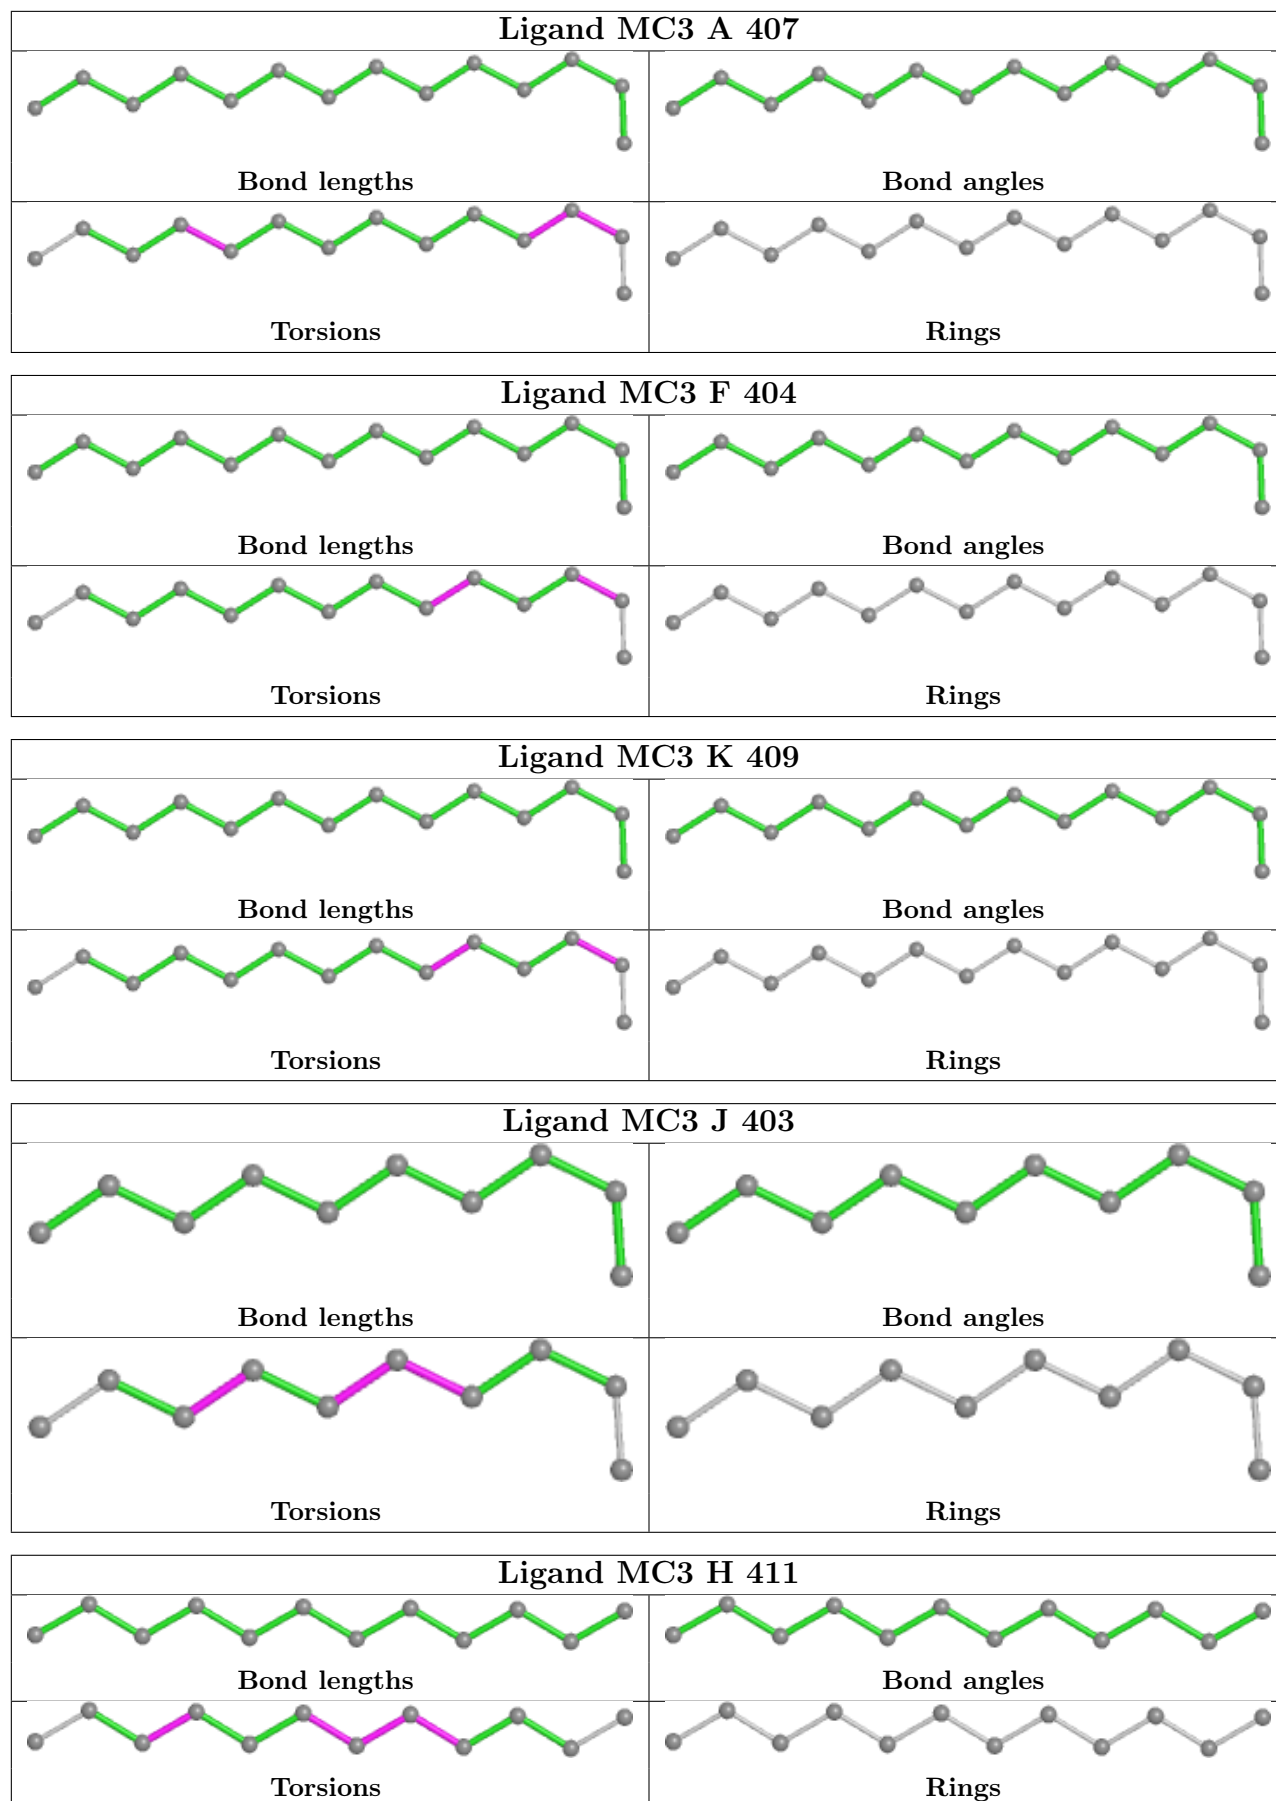 Ligand MC3 A 407
Bond lengths
Bond angles
Torsions
Rings
Ligand MC3 F 404
Bond lengths
Bond angles
Torsions
Rings
Ligand MC3 K 409
Bond lengths
Bond angles
Torsions
Rings
Ligand MC3 J 403
Bond lengths
Bond angles
Torsions
Rings
Ligand MC3 H 411
Bond lengths
Bond angles
Torsions
Rings